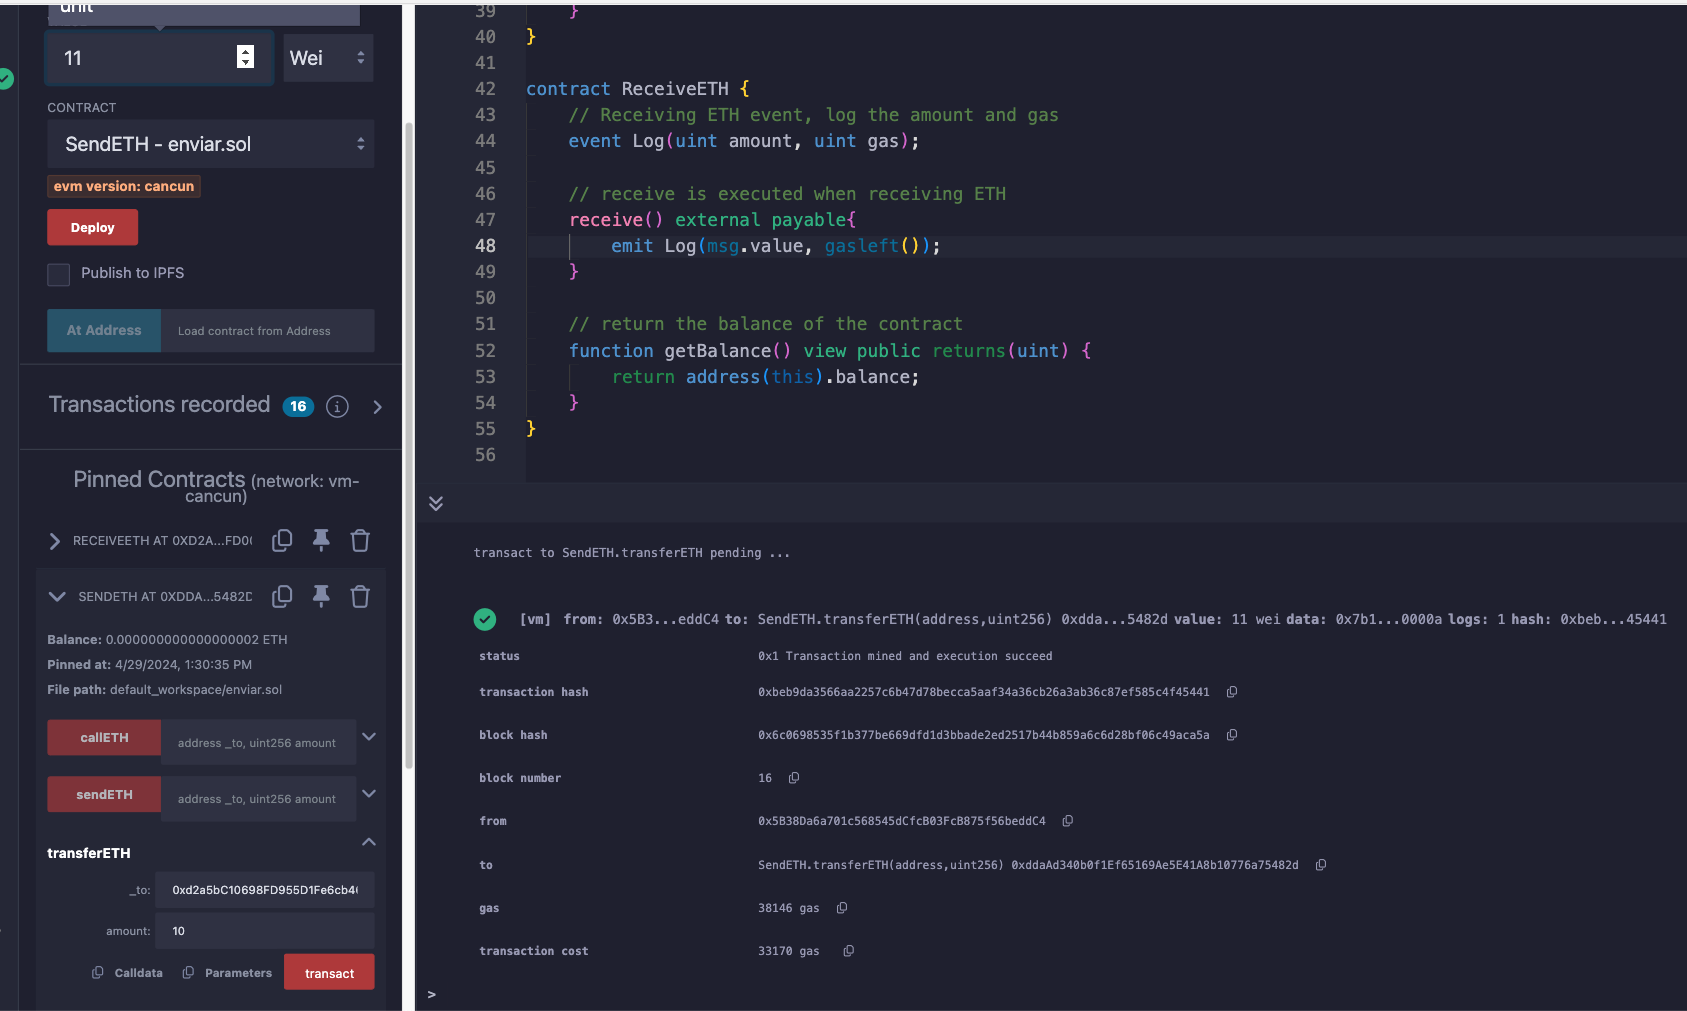 unit
11
Wei
CONTRACT
SendETH - enviar.sol
evm version: cancun
Deploy
Publish to IPFS
At Address
Load contract from Address
Transactions recorded 16 i
Pinned Contracts (network: vm-
cancun)
RECEIVEETH AT 0XD2A...FD0
SENDETH AT 0XDDA...5482D
Balance: 0.000000000000000002 ETH
Pinned at: 4/29/2024, 1:30:35 PM
File path: default_workspace/enviar.sol
callETH
address _to, uint256 amount
sendETH
address _to, uint256 amount
transferETH
_to:
0xd2a5bC10698FD955D1Fe6cb4
amount:
10
Calldata
Parameters
transact
39 }
40 }
41
42 contract ReceiveETH {
43 // Receiving ETH event, log the amount and gas
44 event Log(uint amount, uint gas);
45
46 // receive is executed when receiving ETH
47 receive() external payable{
48 emit Log(msg.value, gasleft());
49 }
50
51 // return the balance of the contract
52 function getBalance() view public returns(uint) {
53 return address(this).balance;
54 }
55 }
56
transact to SendETH.transferETH pending ...
[vm] from: 0x5B3...eddC4 to: SendETH.transferETH(address,uint256) 0xdda...5482d value: 11 wei data: 0x7b1...0000a logs: 1 hash: 0xbeb...45441
status 0x1 Transaction mined and execution succeed
transaction hash 0xbeb9da3566aa2257c6b47d78becca5aaf34a36cb26a3ab36c87ef585c4f45441
block hash 0x6c0698535f1b377be669dfd1d3bbade2ed2517b44b859a6c6d28bf06c49aca5a
block number 16
from 0x5B38Da6a701c568545dCfcB03FcB875f56beddC4
to SendETH.transferETH(address,uint256) 0xddaAd340b0f1Ef65169Ae5E41A8b10776a75482d
gas 38146 gas
transaction cost 33170 gas
>